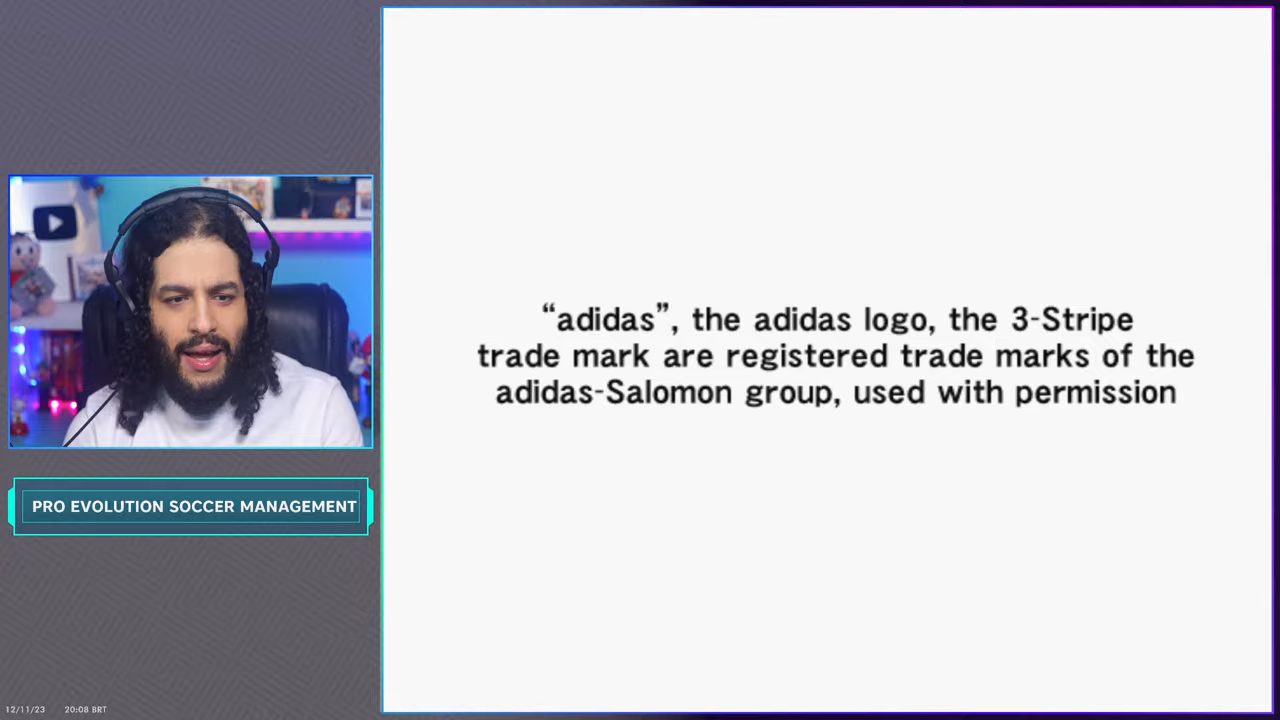 “adidas”, the adidas logo, the 3-Stripe
trade mark are registered trade marks of the
adidas-Salomon group, used with permission
PRO EVOLUTION SOCCER MANAGEMENT
12/11/23 20:08 BRT